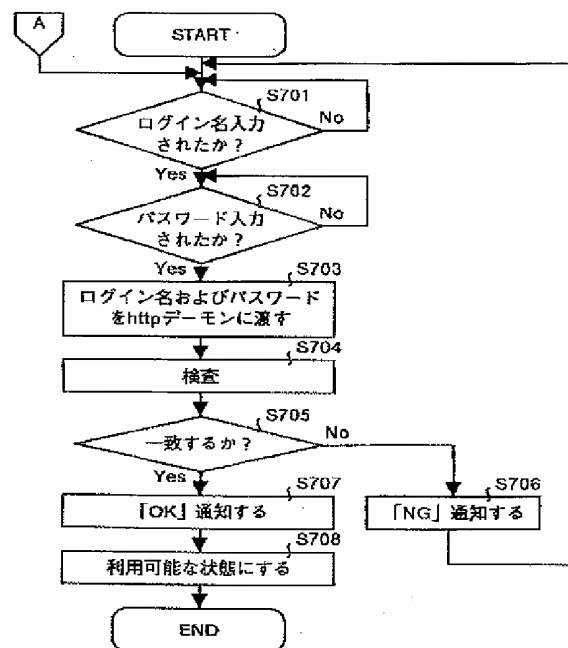 A
START
S701
ログイン名入力
されたか？
No
Yes
S702
パスワード入力
されたか？
No
Yes
S703
ログイン名およびパスワード
をhttpデーモンに渡す
S704
検査
S705
一致するか？
No
Yes
S707
「OK」通知する
S706
「NG」通知する
S708
利用可能な状態にする
END